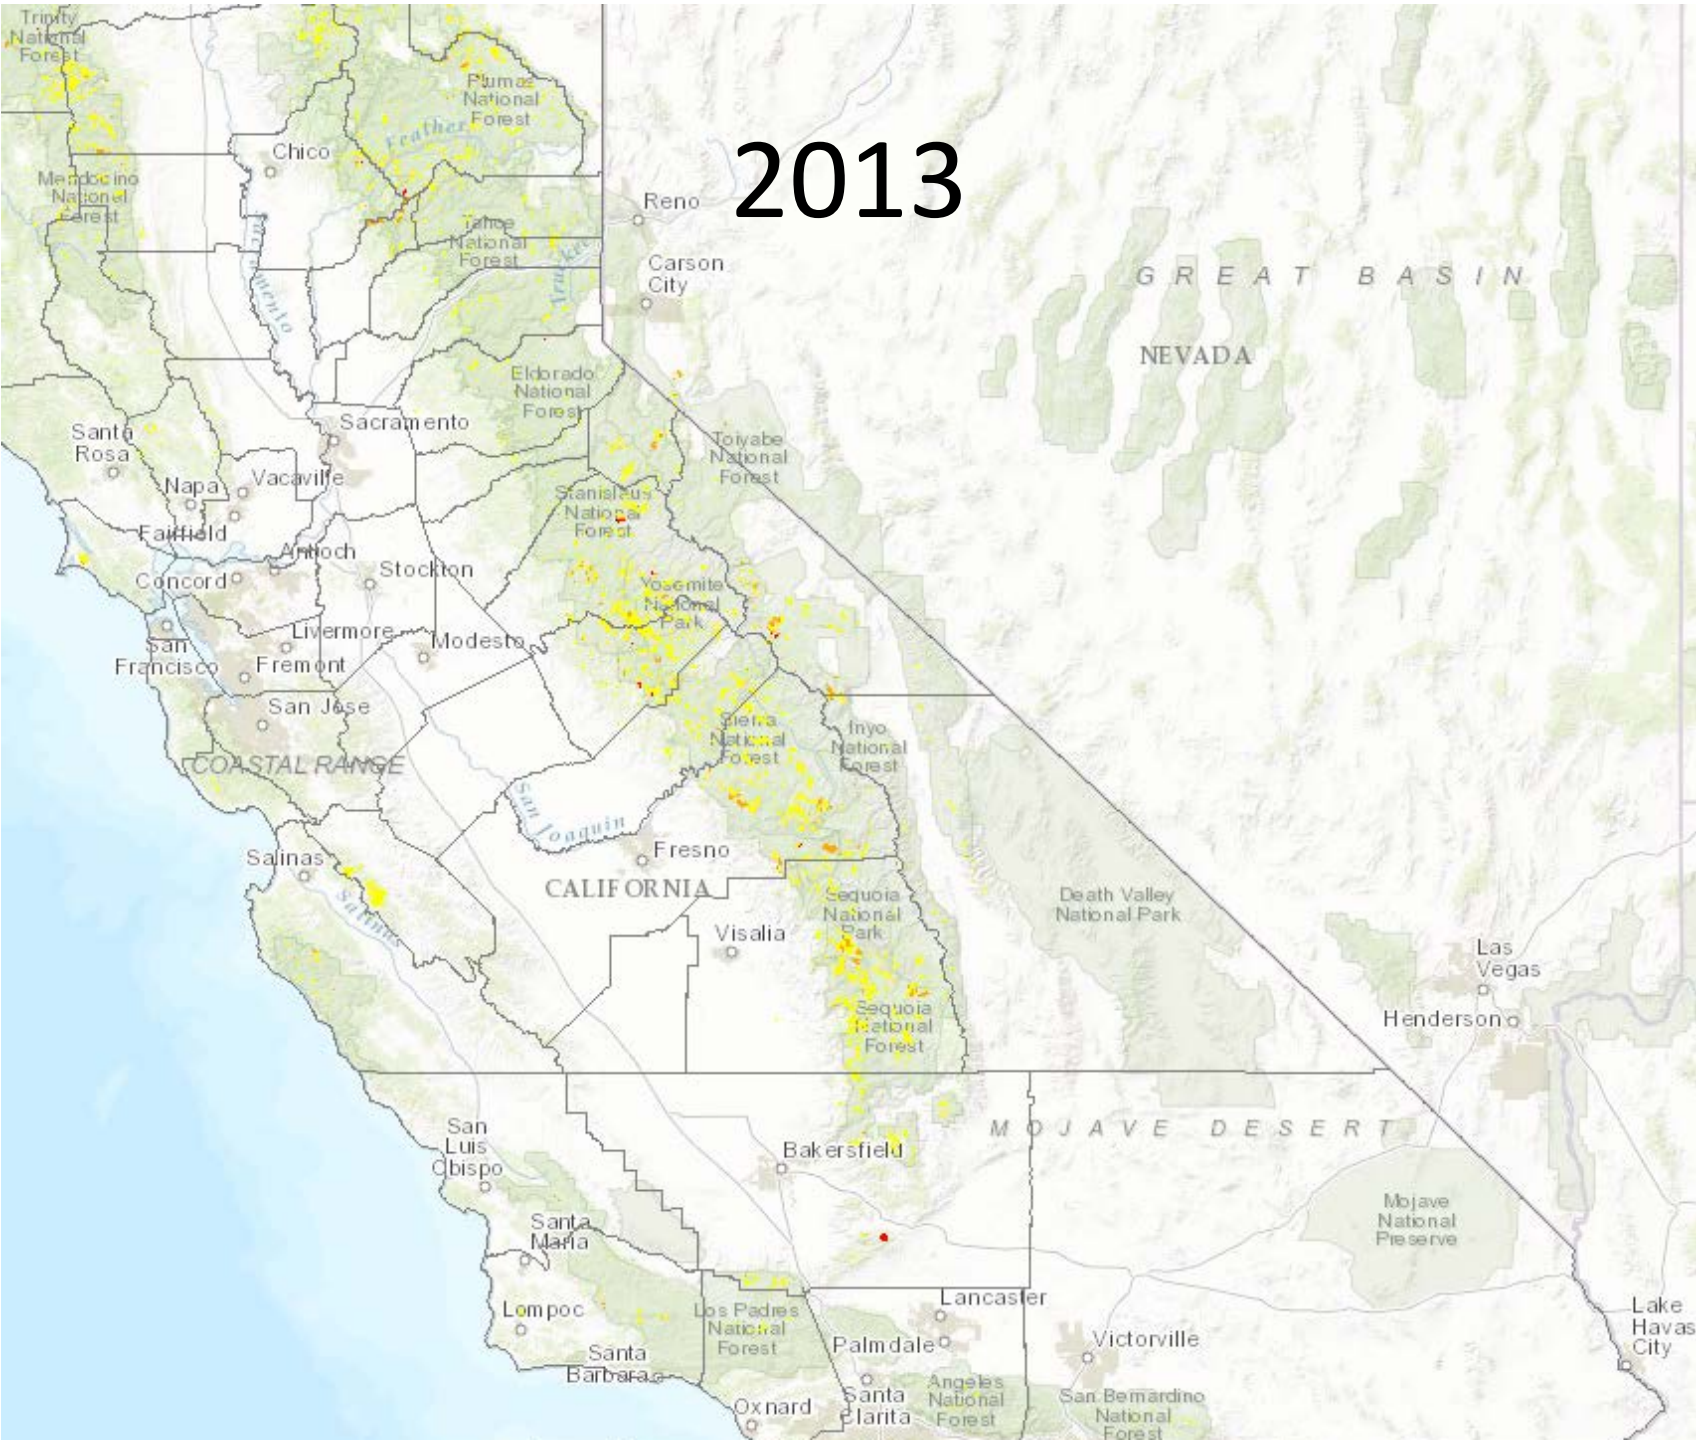 Trinity
National
Forest
Plumas
National
Forest
Feather
Chico
2013
Mendocino
National
Forest
Reno
Tahoe
National
Forest
Carson
City
GREAT BASIN
Sacramento
Truckee
NEVADA
Eldorado
National
Forest
Sacramento
Santa
Rosa
Toiyabe
National
Forest
Vacaville
Napa
Stanislaus
National
Forest
Fairfield
Antioch
Stockton
Concord
Yosemite
National
Park
Livermore
Modesto
San
Francisco
Fremont
San Jose
Sierra
National
Forest
Inyo
National
Forest
COASTAL RANGE
San Joaquin
Salinas
Fresno
CALIFORNIA
Salinas
Sequoia
National
Park
Death Valley
National Park
Visalia
Las
Vegas
Sequoia
National
Forest
Henderson
San
Luis
Obispo
MOJAVE DESERT
Bakersfield
Mojave
National
Preserve
Santa
Maria
Lompoc
Los Padres
National
Forest
Lancaster
Lake
Havas
City
Palmdale
Victorville
Santa
Barbara
Santa
Clarita
Angeles
National
Forest
San Bernardino
National
Forest
Oxnard